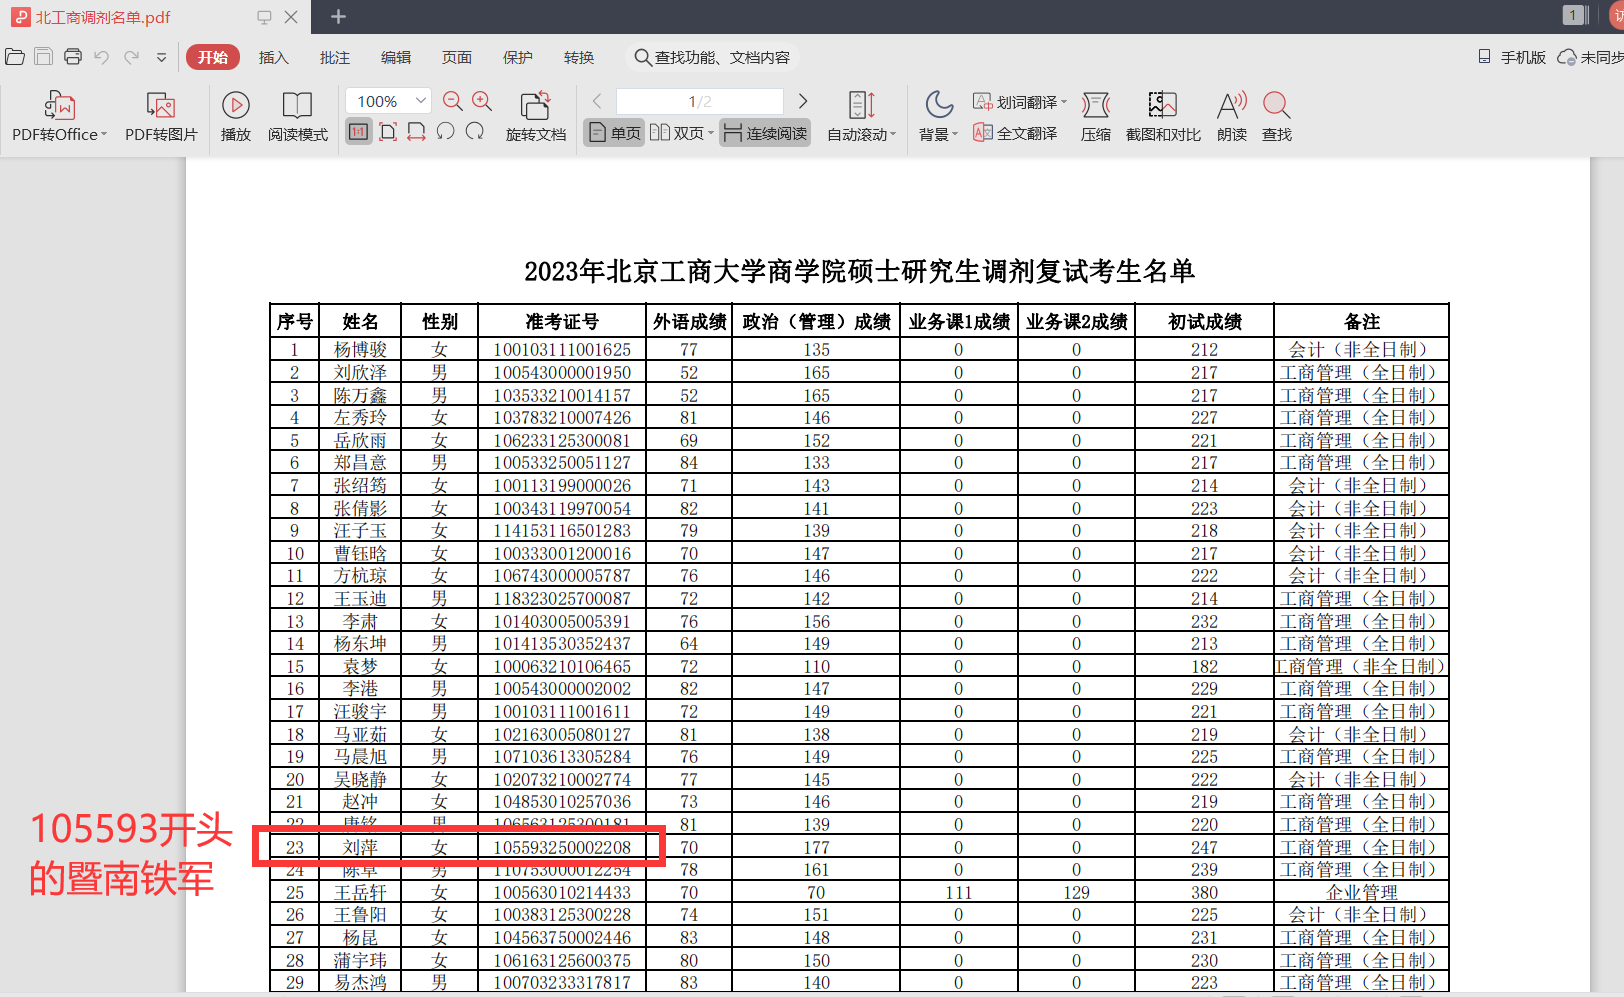 北工商调剂名单.pdf
1
访
开始 插入 批注 编辑 页面 保护 转换 查找功能、文档内容 手机版 未同步
100% 1/2 划词翻译
PDF转Office PDF转图片 播放 阅读模式 1:1 旋转文档 单页 双页 连续阅读 自动滚动 背景 全文翻译 压缩 截图和对比 朗读 查找
2023年北京工商大学商学院硕士研究生调剂复试考生名单
序号 姓名 性别 准考证号 外语成绩 政治（管理）成绩 业务课1成绩 业务课2成绩 初试成绩 备注
1 杨博骏 女 100103111001625 77 135 0 0 212 会计（非全日制）
2 刘欣泽 男 100543000001950 52 165 0 0 217 工商管理（全日制）
3 陈万鑫 男 103533210014157 52 165 0 0 217 工商管理（全日制）
4 左秀玲 女 103783210007426 81 146 0 0 227 工商管理（全日制）
5 岳欣雨 女 106233125300081 69 152 0 0 221 工商管理（全日制）
6 郑昌意 男 100533250051127 84 133 0 0 217 工商管理（全日制）
7 张绍筠 女 100113199000026 71 143 0 0 214 会计（非全日制）
8 张倩影 女 100343119970054 82 141 0 0 223 会计（非全日制）
9 汪子玉 女 114153116501283 79 139 0 0 218 会计（非全日制）
10 曹钰晗 女 100333001200016 70 147 0 0 217 会计（非全日制）
11 方杭琼 女 106743000005787 76 146 0 0 222 会计（非全日制）
12 王玉迪 男 118323025700087 72 142 0 0 214 工商管理（全日制）
13 李肃 女 101403005005391 76 156 0 0 232 工商管理（全日制）
14 杨东坤 男 101413530352437 64 149 0 0 213 工商管理（全日制）
15 袁梦 女 100063210106465 72 110 0 0 182 工商管理（非全日制）
16 李港 男 100543000002002 82 147 0 0 229 工商管理（全日制）
17 汪骏宇 男 100103111001611 72 149 0 0 221 工商管理（全日制）
18 马亚茹 女 102163005080127 81 138 0 0 219 会计（非全日制）
19 马晨旭 男 107103613305284 76 149 0 0 225 工商管理（全日制）
20 吴晓静 女 102073210002774 77 145 0 0 222 会计（非全日制）
21 赵冲 女 104853010257036 73 146 0 0 219 工商管理（全日制）
22 唐铭 男 106563125300181 81 139 0 0 220 工商管理（全日制）
23 刘萍 女 105593250002208 70 177 0 0 247 工商管理（全日制）
24 陈卓 男 110753000012254 78 161 0 0 239 工商管理（全日制）
25 王岳轩 女 100563010214433 70 70 111 129 380 企业管理
26 王鲁阳 女 100383125300228 74 151 0 0 225 会计（非全日制）
27 杨昆 女 104563750002446 83 148 0 0 231 工商管理（全日制）
28 蒲宇玮 女 106163125600375 80 150 0 0 230 工商管理（全日制）
29 易杰鸿 男 100703233317817 83 140 0 0 223 工商管理（全日制）
105593开头
的暨南铁军